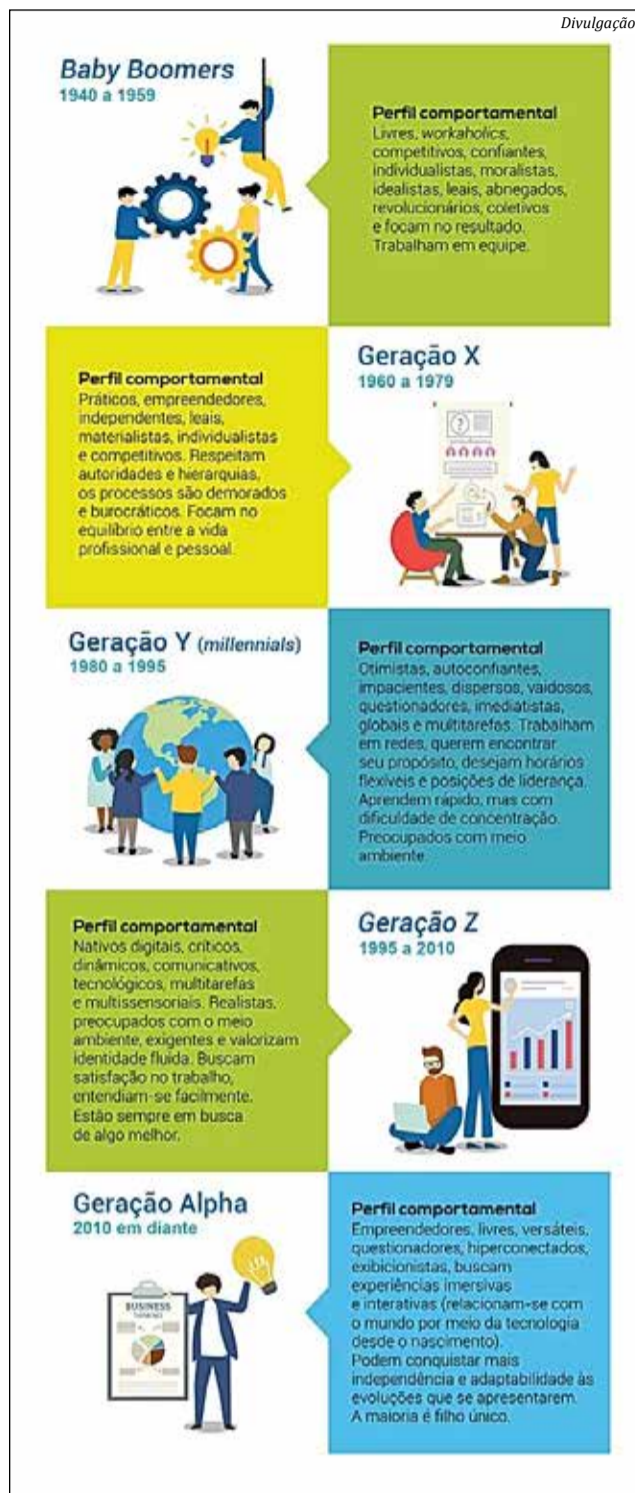 Divulgação
Baby Boomers
1940 a 1959
Perfil comportamental
Livres, workaholics,
competitivos, confiantes,
individualistas, moralistas,
idealistas, leais, abnegados,
revolucionários, coletivos
e focam no resultado.
Trabalham em equipe.
Geração X
1960 a 1979
Perfil comportamental
Práticos, empreendedores,
independentes, leais,
materialistas, individualistas
e competitivos. Respeitam
autoridades e hierarquias,
os processos são demorados
e burocráticos. Focam no
equilíbrio entre a vida
profissional e pessoal.
Geração Y (millennials)
1980 a 1995
Perfil comportamental
Otimistas, autoconfiantes,
impacientes, dispersos, vaidosos,
questionadores, imediatistas,
globais e multitarefas. Trabalham
em redes, querem encontrar
seu propósito, desejam horários
flexíveis e posições de liderança.
Aprendem rápido, mas com
dificuldade de concentração.
Preocupados com meio
ambiente.
Geração Z
1995 a 2010
Perfil comportamental
Nativos digitais, críticos,
dinâmicos, comunicativos,
tecnológicos, multitarefas
e multissensoriais. Realistas,
preocupados com o meio
ambiente, exigentes e valorizam
identidade fluida. Buscam
satisfação no trabalho,
entendiam-se facilmente.
Estão sempre em busca
de algo melhor.
Geração Alpha
2010 em diante
BUSINESS
Perfil comportamental
Empreendedores, livres, versáteis,
questionadores, hiperconectados,
exibicionistas, buscam
experiências imersivas
e interativas (relacionam-se com
o mundo por meio da tecnologia
desde o nascimento).
Podem conquistar mais
independência e adaptabilidade às
evoluções que se apresentarem.
A maioria é filho único.